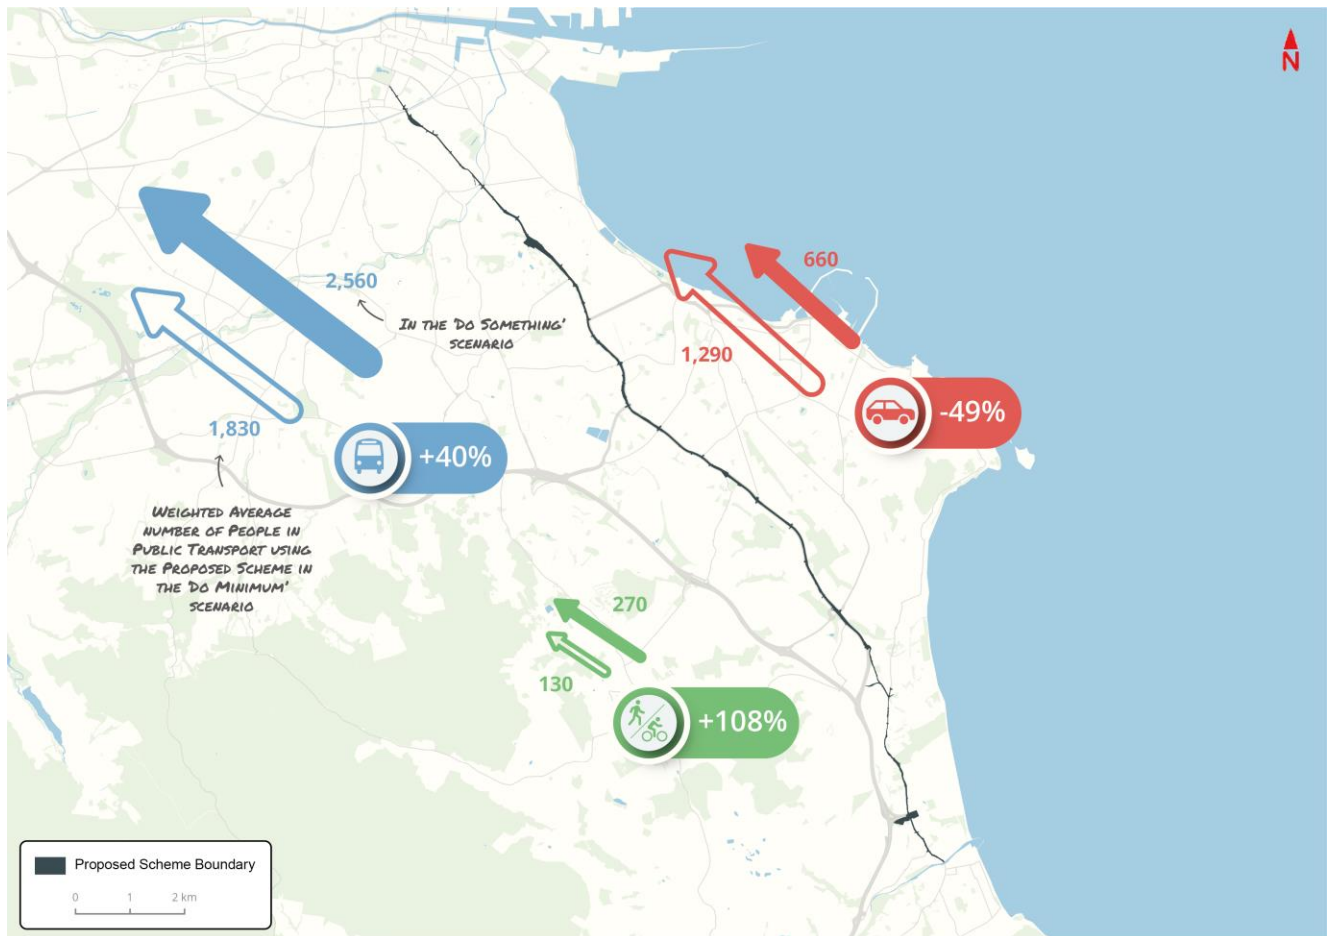 N
660
2,560
IN THE 'DO SOMETHING'
SCENARIO
1,290
-49%
1,830
+40%
WEIGHTED AVERAGE
NUMBER OF PEOPLE IN
PUBLIC TRANSPORT USING
THE PROPOSED SCHEME IN
THE 'DO MINIMUM'
SCENARIO
270
130
+108%
Proposed Scheme Boundary
0 1 2 km